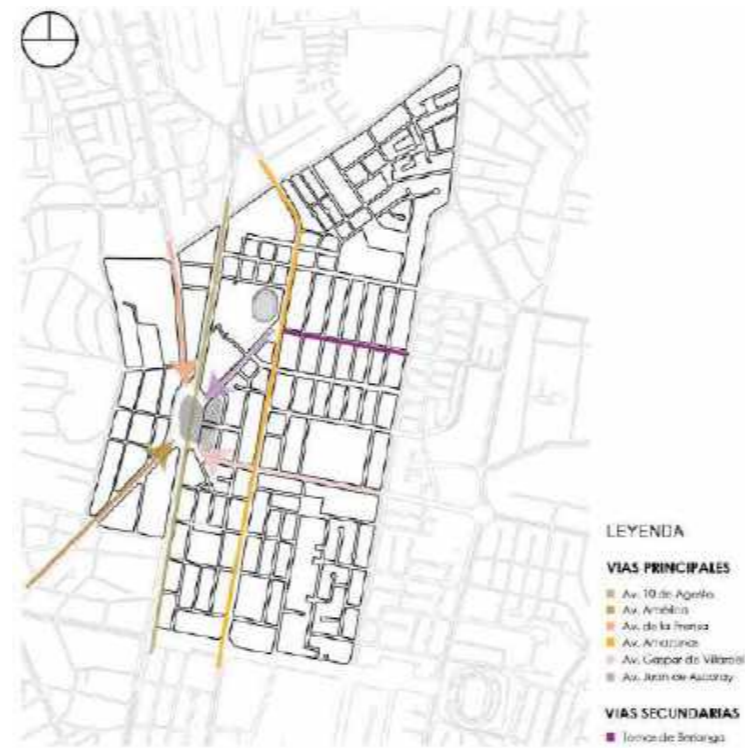 LEYENDA
VIAS PRINCIPALES
Av. 10 de Agosto
Av. América
Av. de la Prensa
Av. Amazonas
Av. Gaspar de Villaroel
Av. Juan de Ascaray
VIAS SECUNDARIAS
Tomas de Berlanga